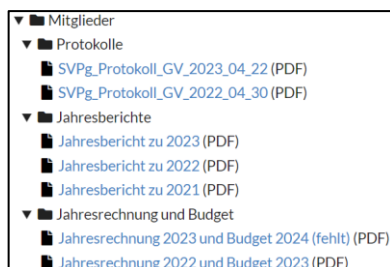 Mitglieder
Protokolle
SVPg_Protokoll_GV_2023_04_22 (PDF)
SVPg_Protokoll_GV_2022_04_30 (PDF)
Jahresberichte
Jahresbericht zu 2023 (PDF)
Jahresbericht zu 2022 (PDF)
Jahresbericht zu 2021 (PDF)
Jahresrechnung und Budget
Jahresrechnung 2023 und Budget 2024 (fehlt) (PDF)
Jahresrechnung 2022 und Budget 2023 (PDF)